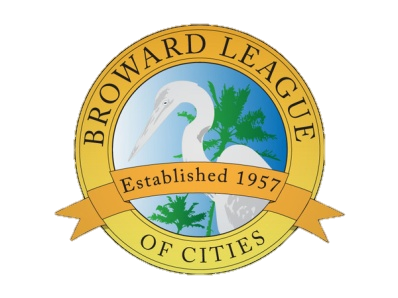 BROWARD LEAGUE
Established 1957
OF CITIES